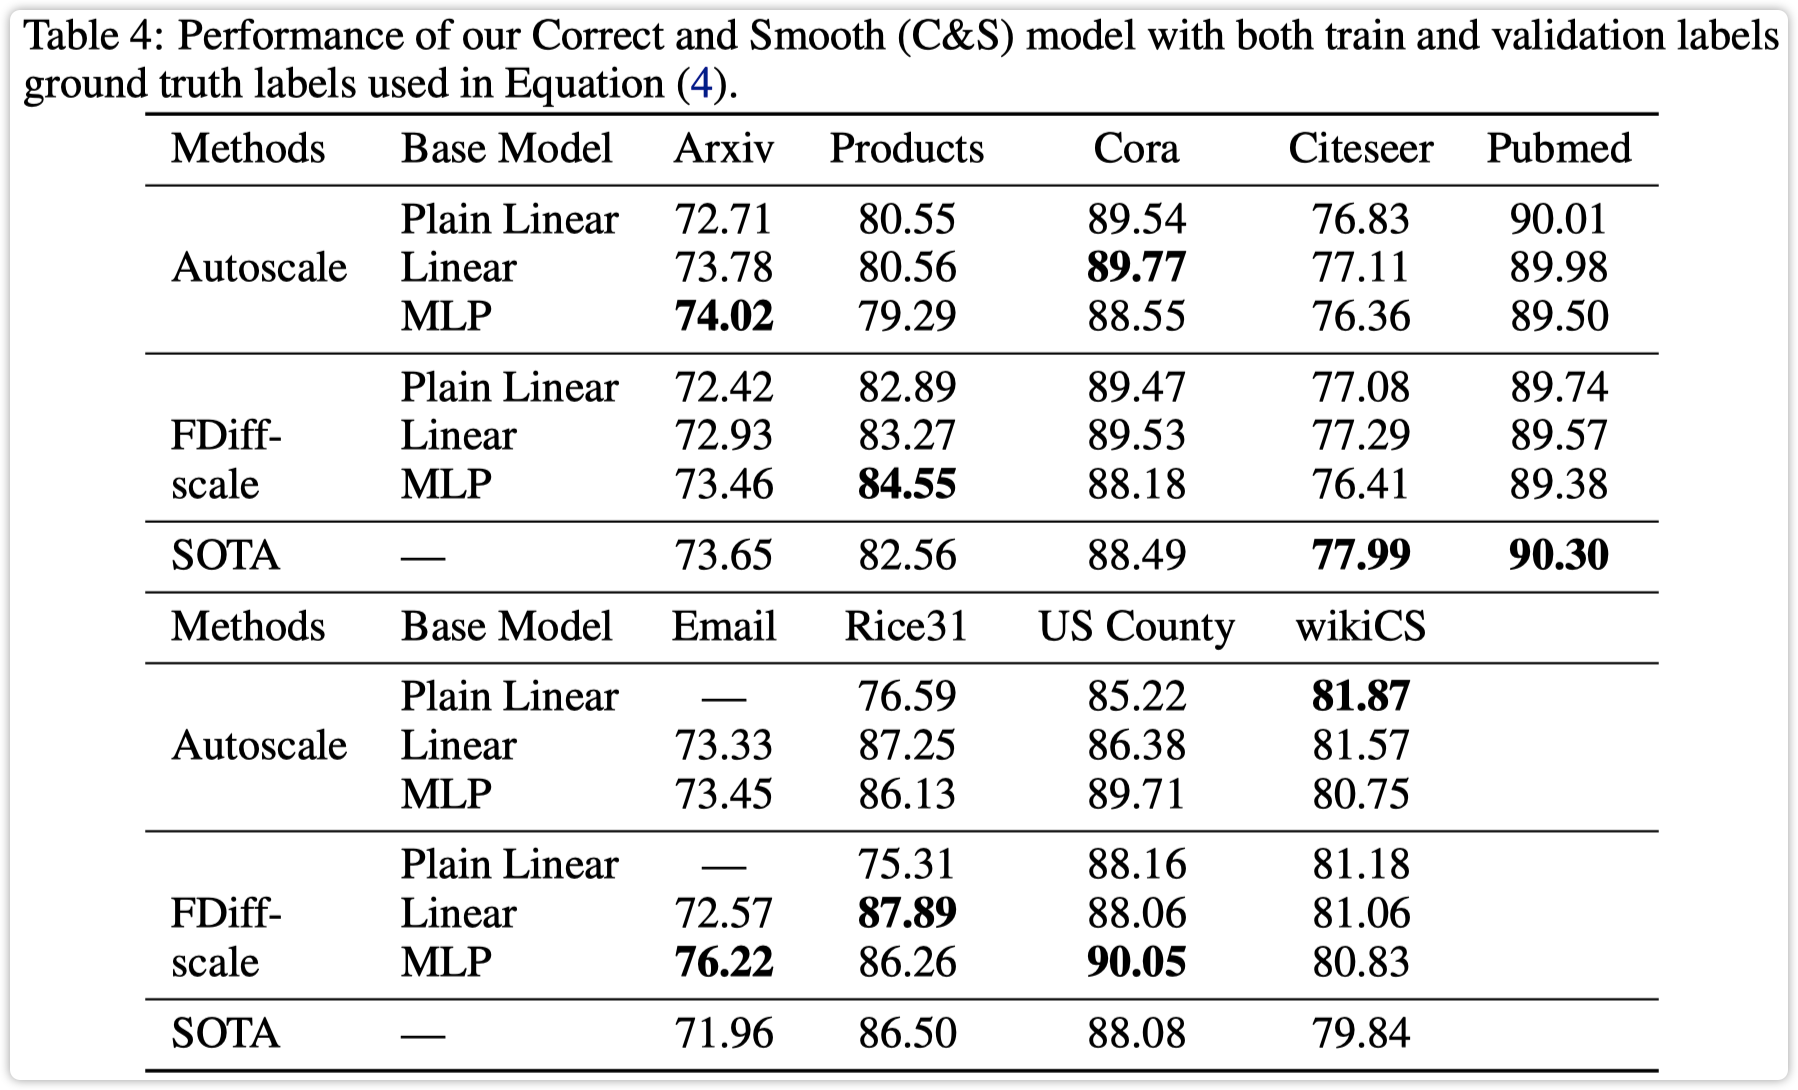 Table 4: Performance of our Correct and Smooth (C&S) model with both train and validation labels
ground truth labels used in Equation (4).
Methods Base Model Arxiv Products Cora Citeseer Pubmed
Plain Linear 72.71 80.55 89.54 76.83 90.01
Autoscale Linear 73.78 80.56 89.77 77.11 89.98
MLP 74.02 79.29 88.55 76.36 89.50
Plain Linear 72.42 82.89 89.47 77.08 89.74
FDiff- Linear 72.93 83.27 89.53 77.29 89.57
scale MLP 73.46 84.55 88.18 76.41 89.38
SOTA — 73.65 82.56 88.49 77.99 90.30
Methods Base Model Email Rice31 US County wikiCS
Plain Linear — 76.59 85.22 81.87
Autoscale Linear 73.33 87.25 86.38 81.57
MLP 73.45 86.13 89.71 80.75
Plain Linear — 75.31 88.16 81.18
FDiff- Linear 72.57 87.89 88.06 81.06
scale MLP 76.22 86.26 90.05 80.83
SOTA — 71.96 86.50 88.08 79.84